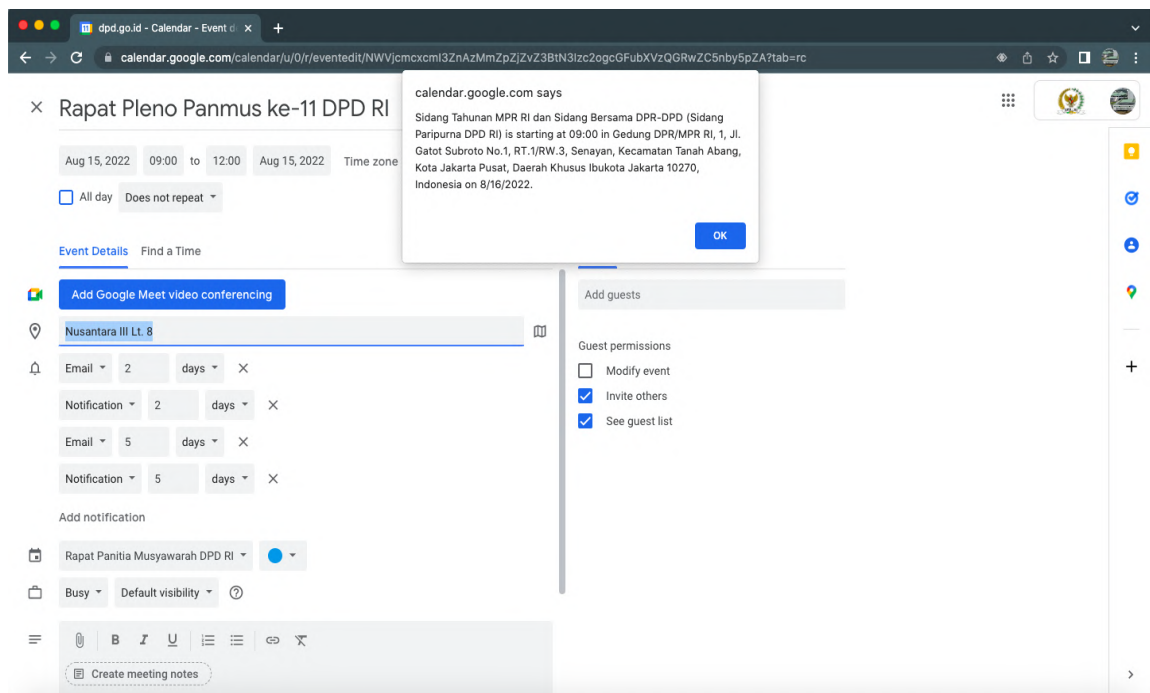 dpd.go.id - Calendar - Event d
calendar.google.com/calendar/u/0/r/eventedit/NWVjcmcxcmI3ZnAzMmZpZjZvZ3BtN3Izc2ogcGFubXVzQGRwZC5nby5pZA?tab=rc
calendar.google.com says
Sidang Tahunan MPR RI dan Sidang Bersama DPR-DPD (Sidang
Paripurna DPD RI) is starting at 09:00 in Gedung DPR/MPR RI, 1, Jl.
Gatot Subroto No.1, RT.1/RW.3, Senayan, Kecamatan Tanah Abang,
Kota Jakarta Pusat, Daerah Khusus Ibukota Jakarta 10270,
Indonesia on 8/16/2022.
OK
Rapat Pleno Panmus ke-11 DPD RI
Aug 15, 2022 09:00 to 12:00 Aug 15, 2022 Time zone
All day Does not repeat
Event Details Find a Time
Add Google Meet video conferencing
Nusantara III Lt. 8
Email 2 days
Notification 2 days
Email 5 days
Notification 5 days
Add notification
Rapat Panitia Musyawarah DPD RI
Busy Default visibility
B I U
Create meeting notes
Add guests
Guest permissions
Modify event
Invite others
See guest list